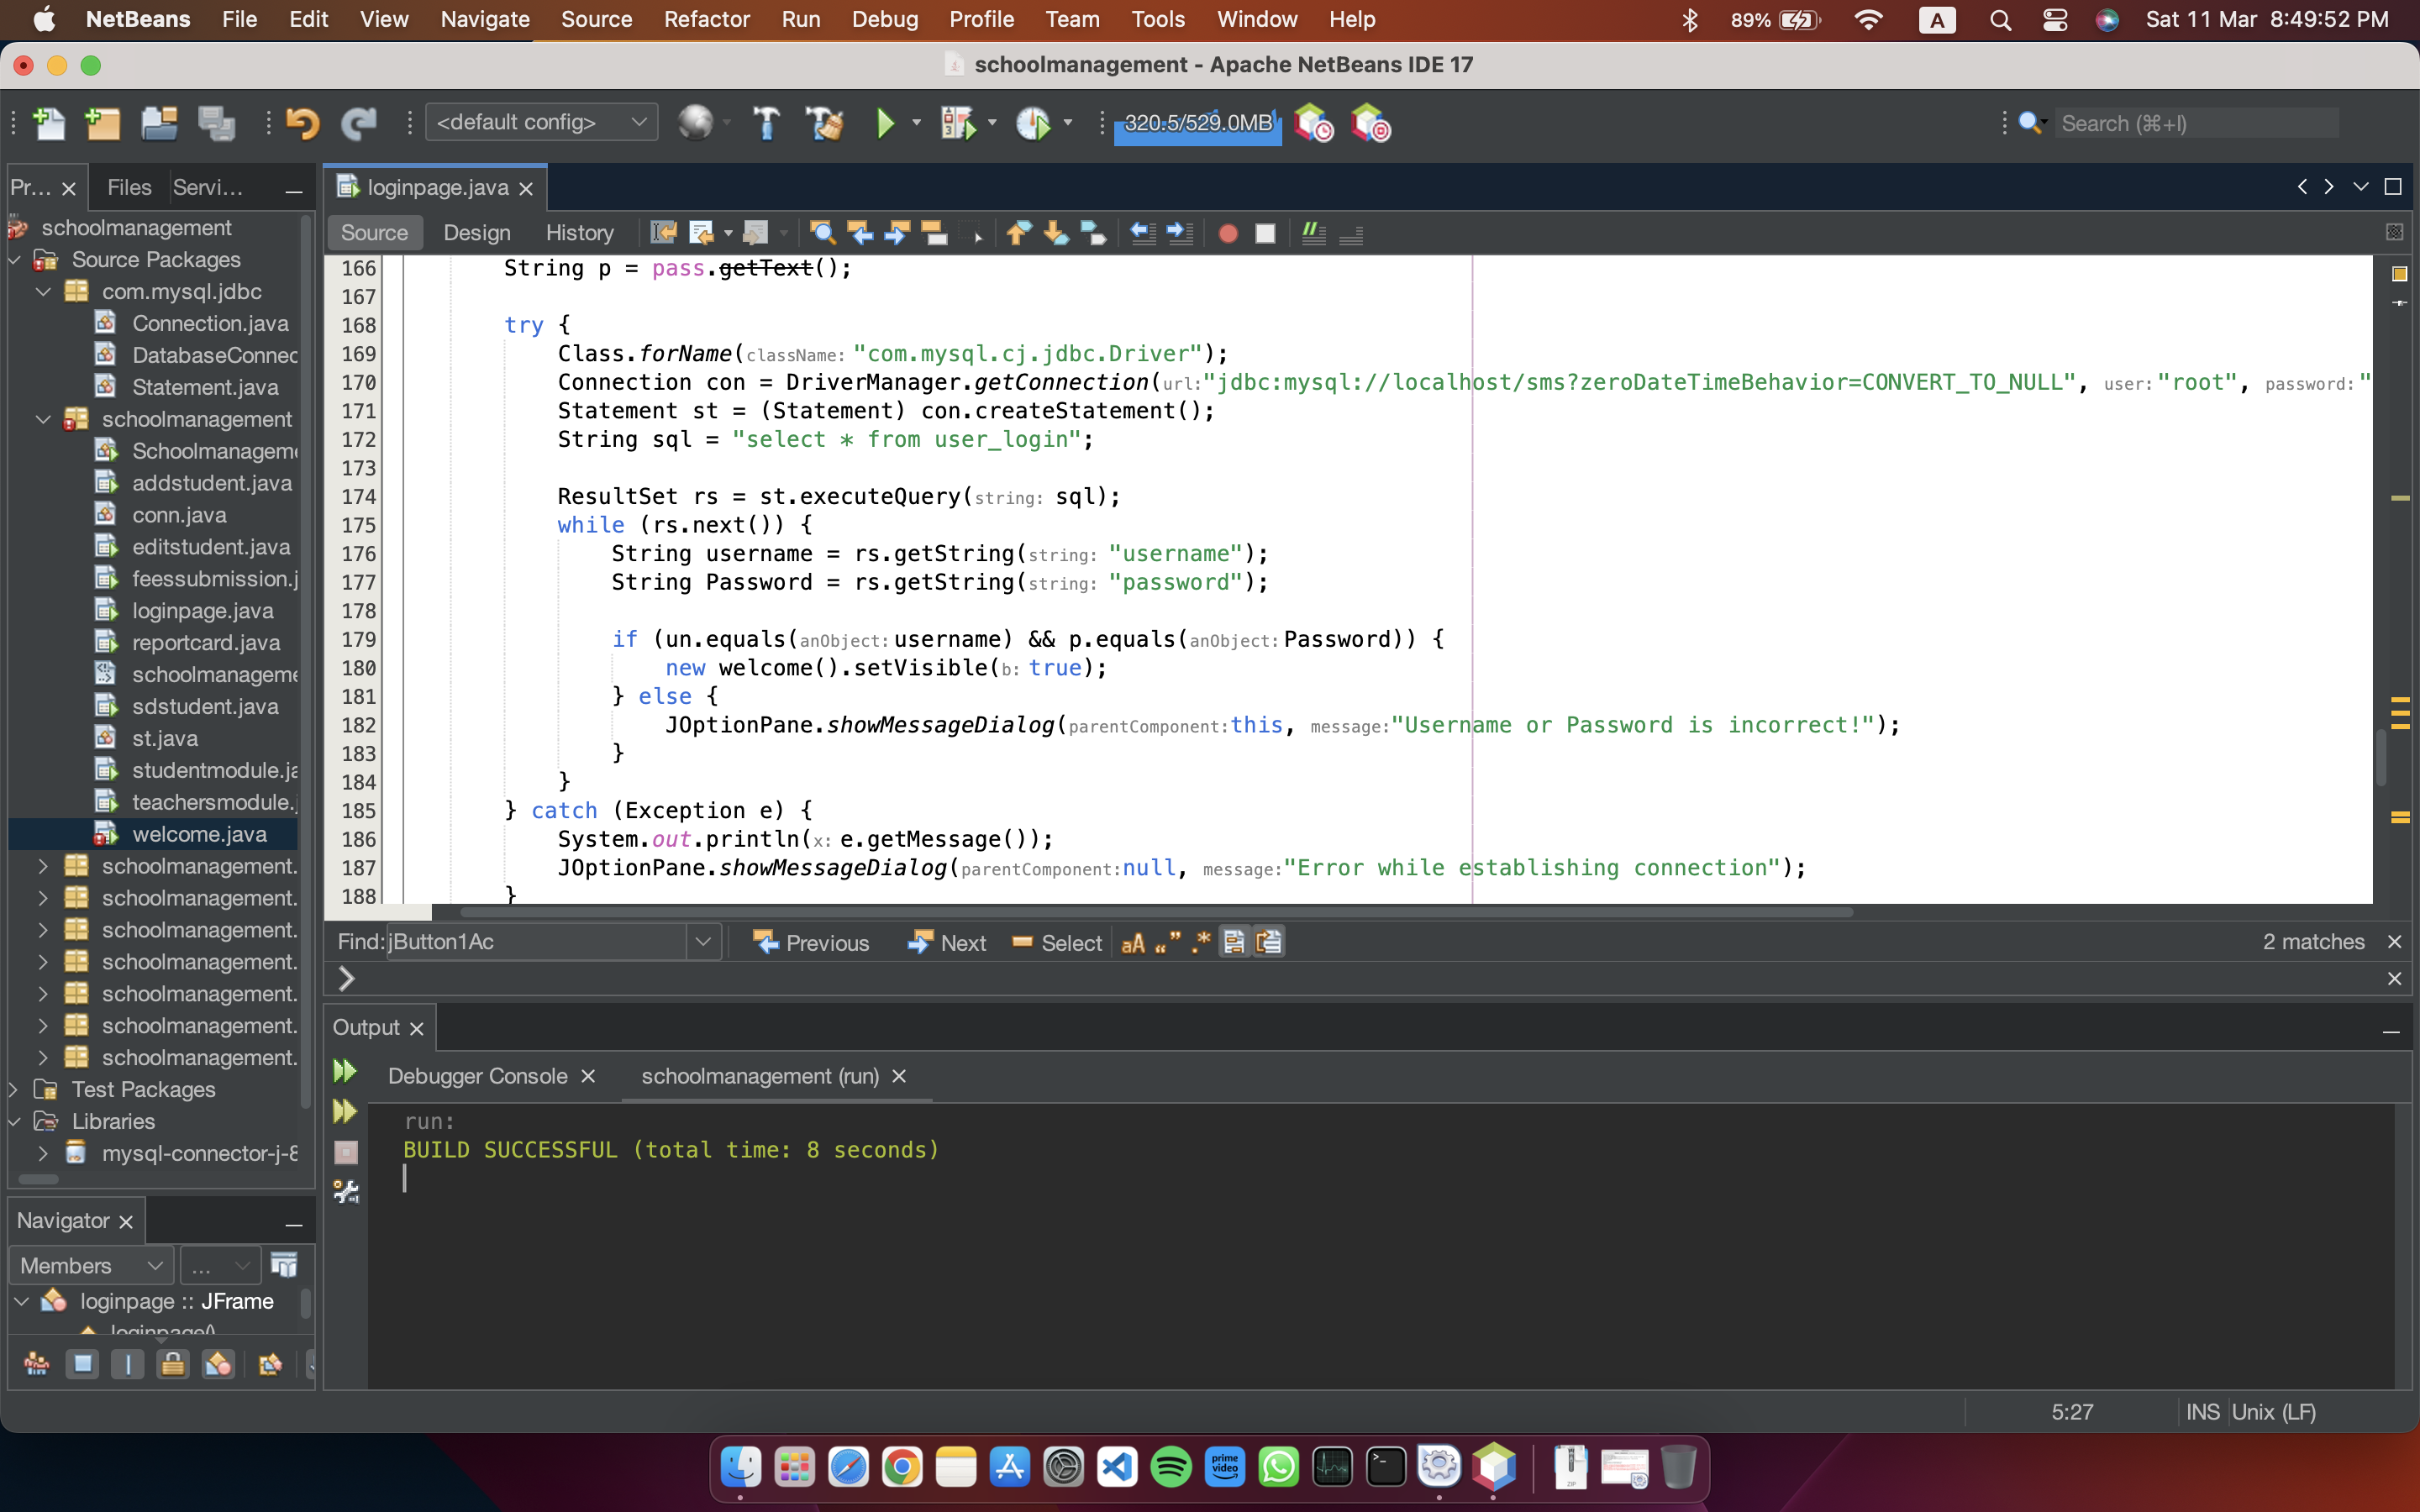 NetBeans File Edit View Navigate Source Refactor Run Debug Profile Team Tools Window Help 89% A Sat 11 Mar 8:49:52 PM
schoolmanagement - Apache NetBeans IDE 17
<default config> 320.5/529.0MB Search (⌘+I)
Pr... Files Servi...
loginpage.java
schoolmanagement
Source Packages
com.mysql.jdbc
Connection.java
DatabaseConnec
Statement.java
schoolmanagement
Schoolmanageme
addstudent.java
conn.java
editstudent.java
feessubmission.j
loginpage.java
reportcard.java
schoolmanageme
sdstudent.java
st.java
studentmodule.ja
teachersmodule.j
welcome.java
schoolmanagement.
schoolmanagement.
schoolmanagement.
schoolmanagement.
schoolmanagement.
schoolmanagement.
schoolmanagement.
Test Packages
Libraries
mysql-connector-j-8
Navigator
Members ...
loginpage :: JFrame
loginpage()
Source Design History
166 String p = pass.getText();
167
168 try {
169 Class.forName(className: "com.mysql.cj.jdbc.Driver");
170 Connection con = DriverManager.getConnection(url:"jdbc:mysql://localhost/sms?zeroDateTimeBehavior=CONVERT_TO_NULL", user: "root", password: "
171 Statement st = (Statement) con.createStatement();
172 String sql = "select * from user_login";
173
174 ResultSet rs = st.executeQuery(string: sql);
175 while (rs.next()) {
176 String username = rs.getString(string: "username");
177 String Password = rs.getString(string: "password");
178
179 if (un.equals(anObject: username) && p.equals(anObject: Password)) {
180 new welcome().setVisible(b: true);
181 } else {
182 JOptionPane.showMessageDialog(parentComponent:this, message:"Username or Password is incorrect!");
183 }
184 }
185 } catch (Exception e) {
186 System.out.println(x: e.getMessage());
187 JOptionPane.showMessageDialog(parentComponent:null, message:"Error while establishing connection");
188 }
Find: jButton1Ac Previous Next Select aA 2 matches
Output
Debugger Console schoolmanagement (run)
run:
BUILD SUCCESSFUL (total time: 8 seconds)
5:27 INS Unix (LF)
prime video
ZIP